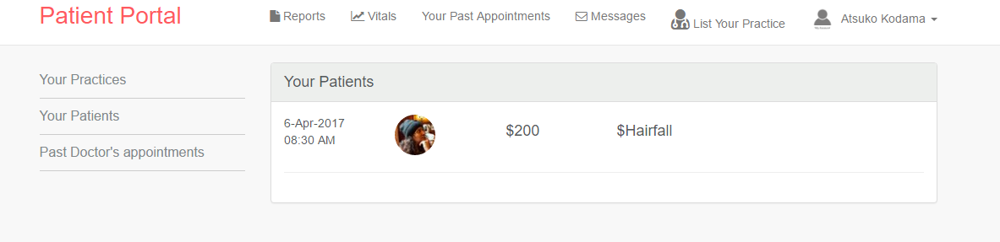 Patient Portal
Reports
Vitals
Your Past Appointments
Messages
List Your Practice
Atsuko Kodama
Your Practices
Your Patients
Past Doctor's appointments
Your Patients
6-Apr-2017
08:30 AM
$200
$Hairfall